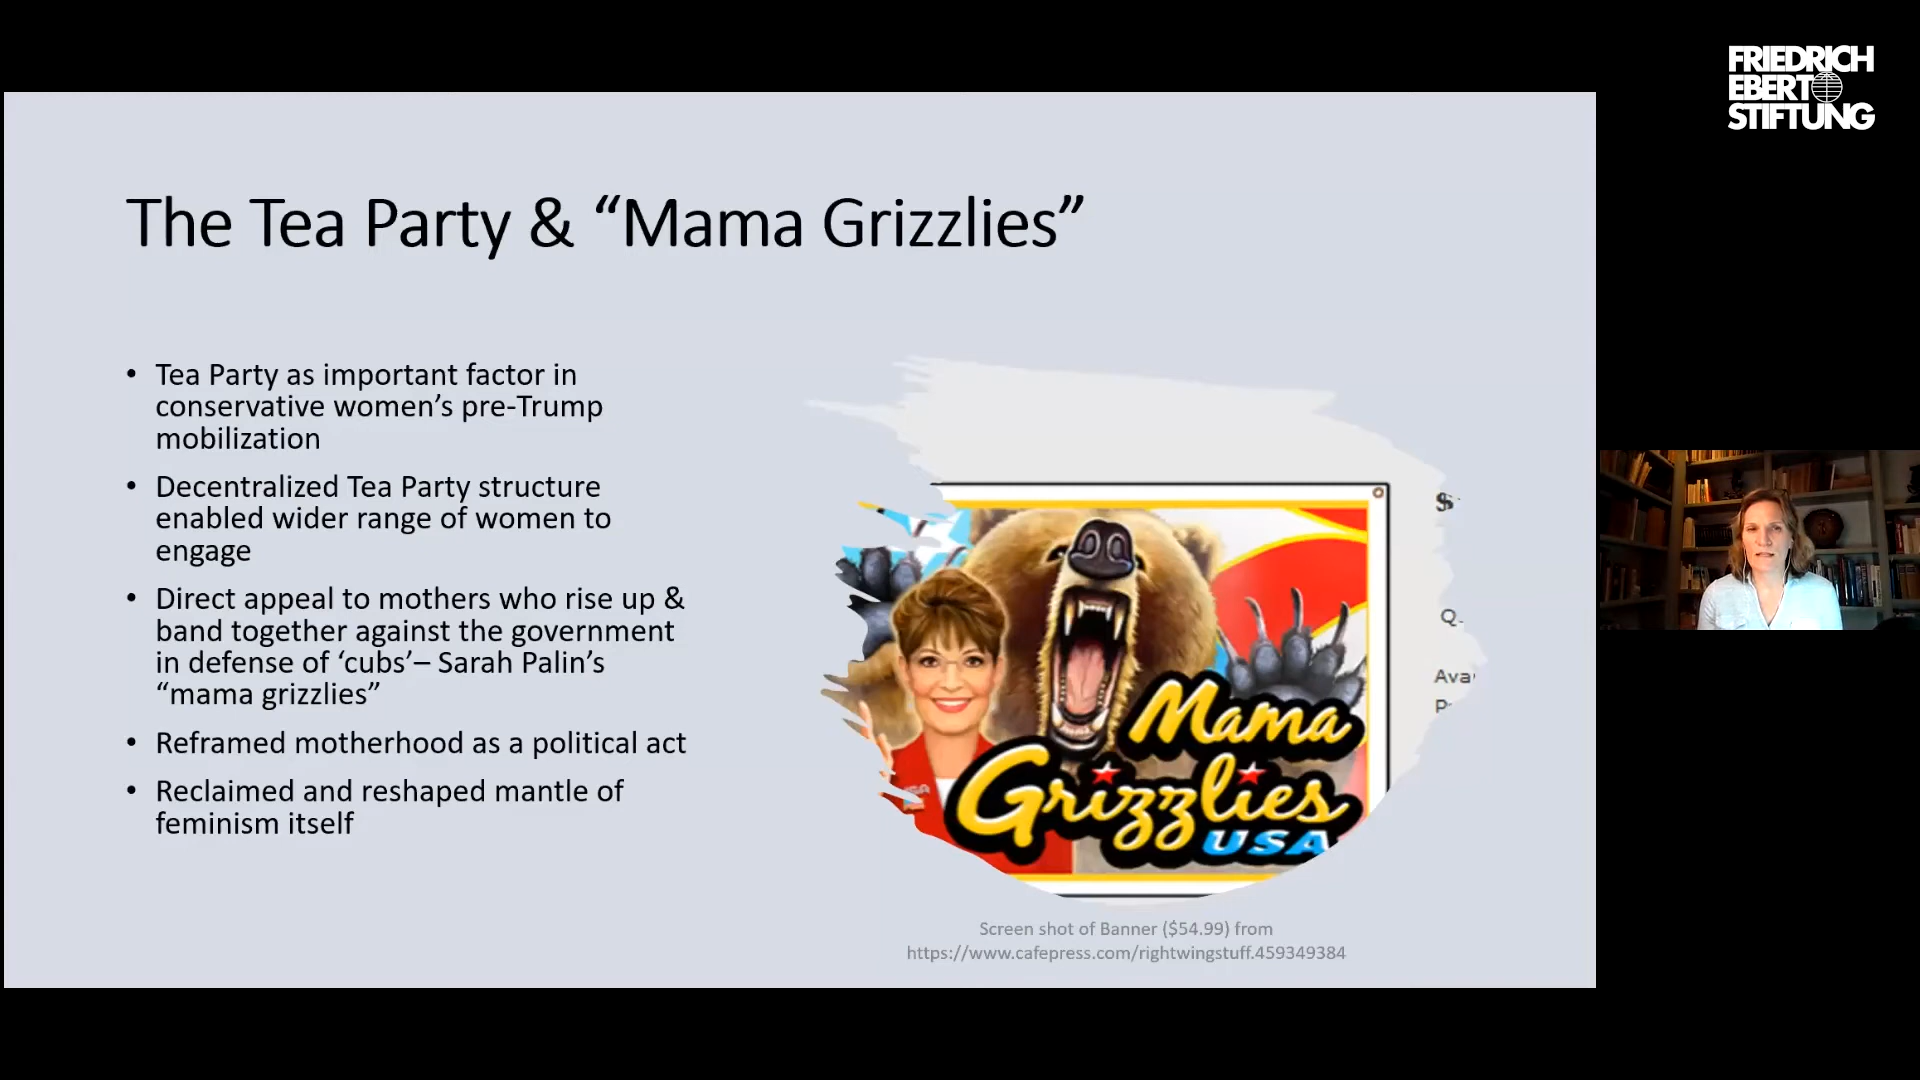 FRIEDRICH
EBERT
STIFTUNG
The Tea Party & “Mama Grizzlies”
• Tea Party as important factor in
conservative women’s pre-Trump
mobilization
• Decentralized Tea Party structure
enabled wider range of women to
engage
• Direct appeal to mothers who rise up &
band together against the government
in defense of ‘cubs’– Sarah Palin’s
“mama grizzlies”
• Reframed motherhood as a political act
• Reclaimed and reshaped mantle of
feminism itself
$
Q
Ava
Mama
Grizzlies
USA
Screen shot of Banner ($54.99) from
https://www.cafepress.com/rightwingstuff.459349384